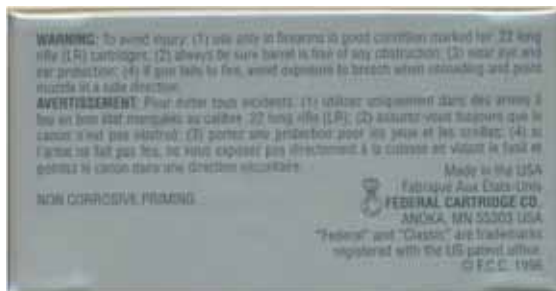 WARNING: To avoid injury: (1) use only in firearms in good condition marked for .22 long
rifle (LR) cartridges; (2) always be sure barrel is free of any obstruction; (3) wear eye and
ear protection; (4) if gun fails to fire, avoid exposure to breech when unloading and point
muzzle in a safe direction.
AVERTISSEMENT: Pour éviter tous incidents: (1) utilisez uniquement dans des armes à
feu en bon état marquées au calibre .22 long rifle (LR); (2) assurez-vous toujours que le
canon n'est pas obstrué; (3) portez une protection pour les yeux et les oreilles; (4) si
l'arme ne fait pas feu, ne vous exposez pas directement à la culasse en vidant le fusil et
pointez le canon dans une direction sécuritaire.
NON CORROSIVE PRIMING.
Made in the USA
Fabriqué Aux États-Unis
FEDERAL CARTRIDGE CO.
ANOKA, MN 55303 USA
"Federal" and "Classic" are trademarks
registered with the US patent office.
© F.C.C. 1996